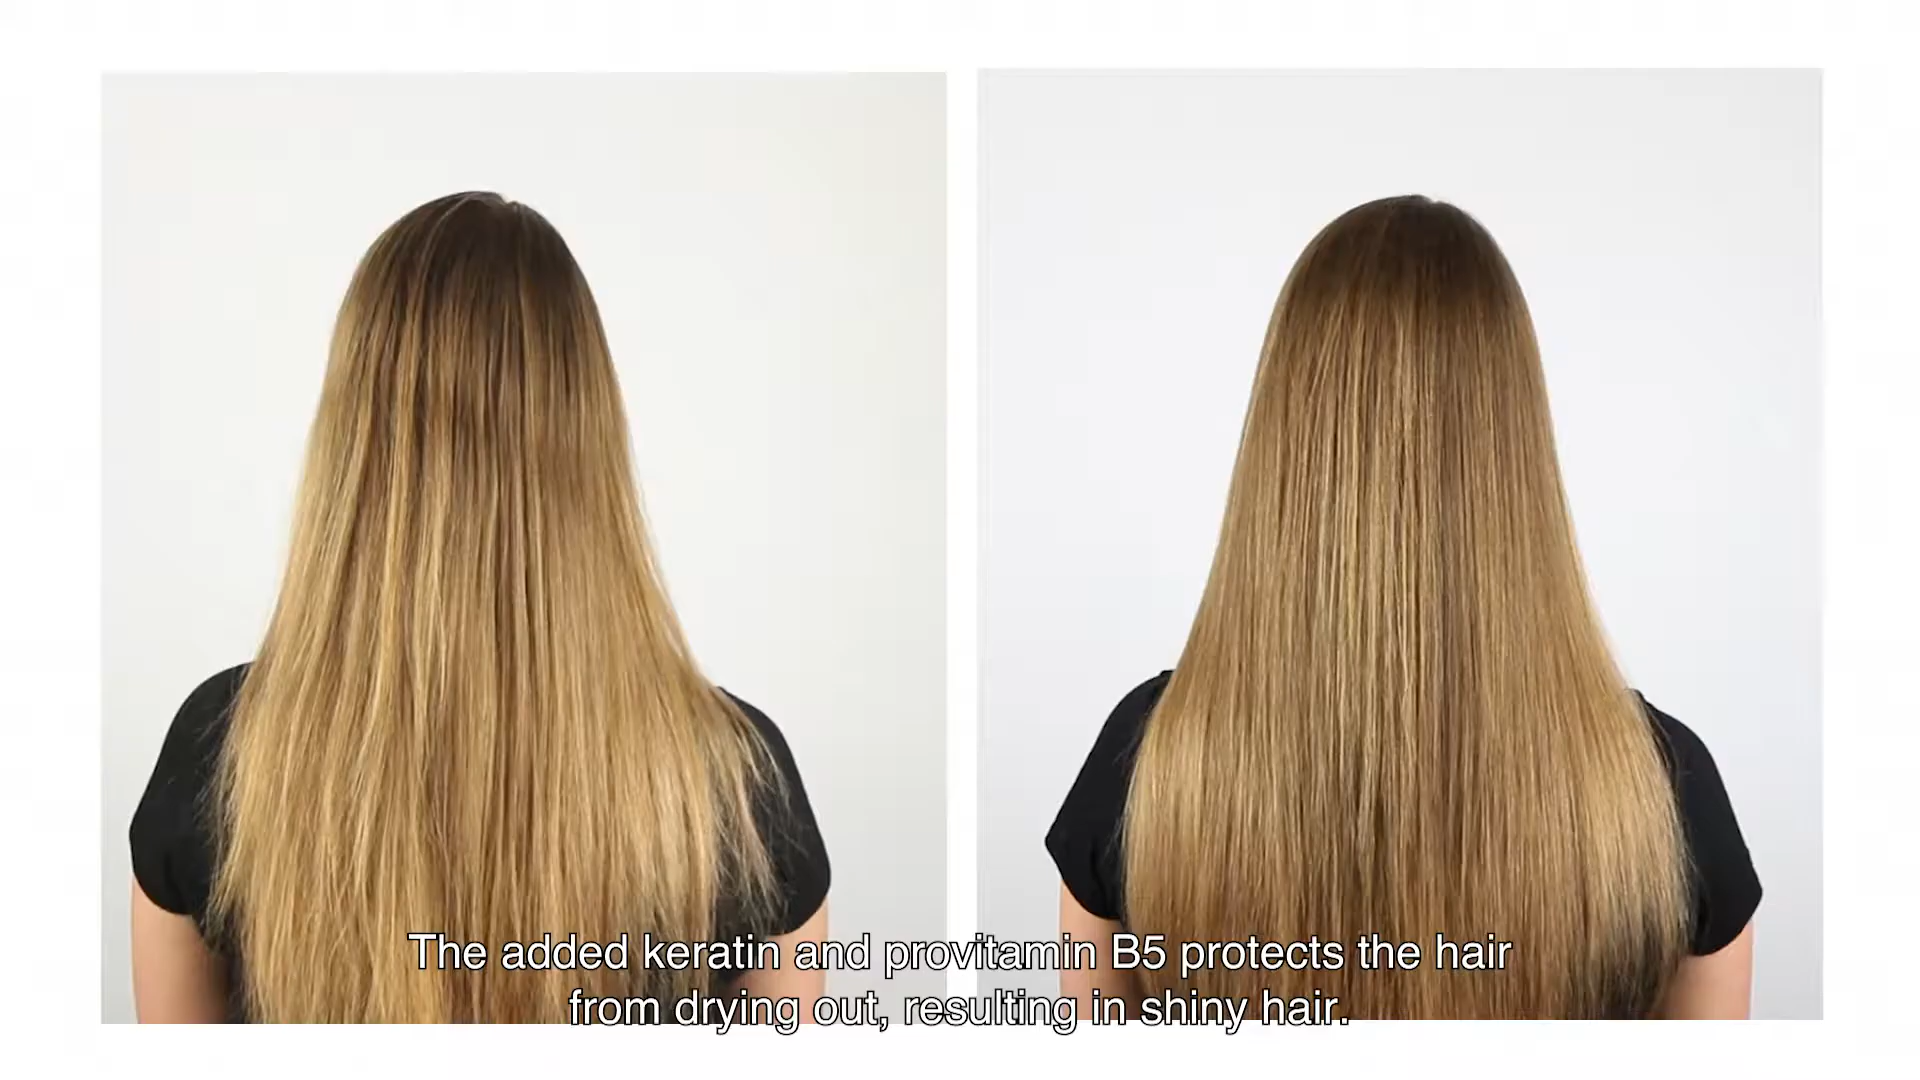 The added keratin and provitamin B5 protects the hair
from drying out, resulting in shiny hair.